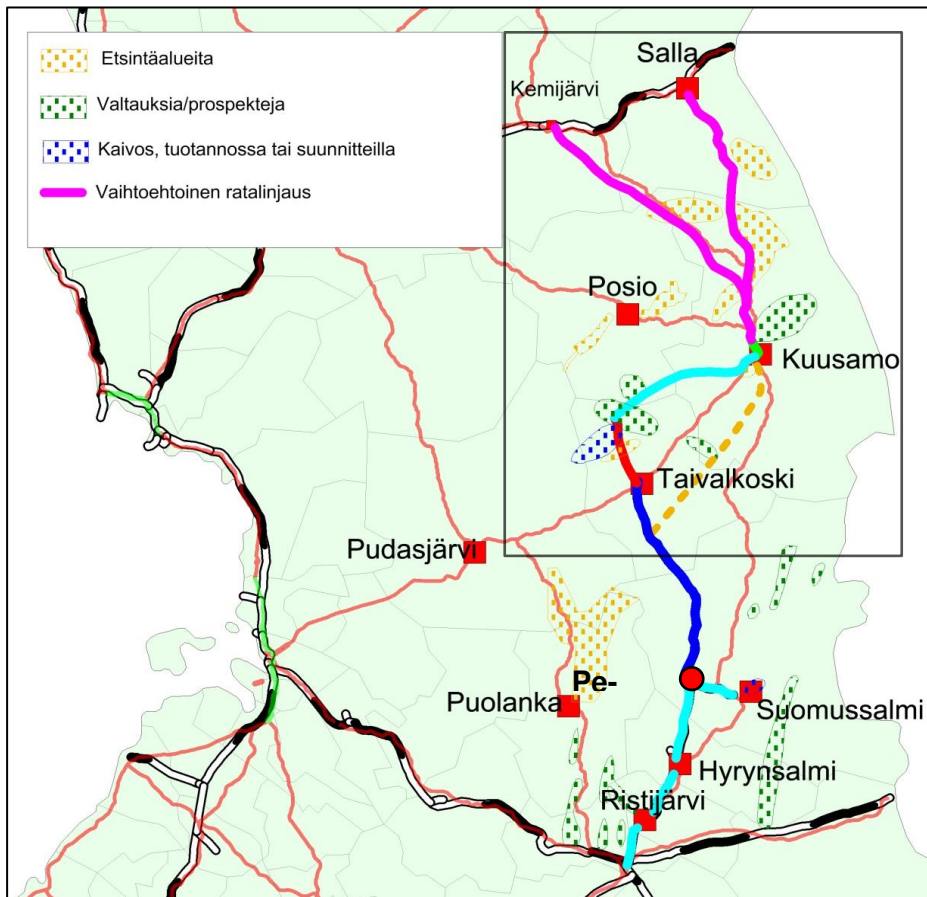 Etsintäalueita
Valtauksia/prospekteja
Kaivos, tuotannossa tai suunnitteilla
Vaihtoehtoinen ratalinjaus
Salla
Kemijärvi
Posio
Kuusamo
Taivalkoski
Pudasjärvi
Pe-
Puolanka
Suomussalmi
Hyrynsalmi
Ristijärvi